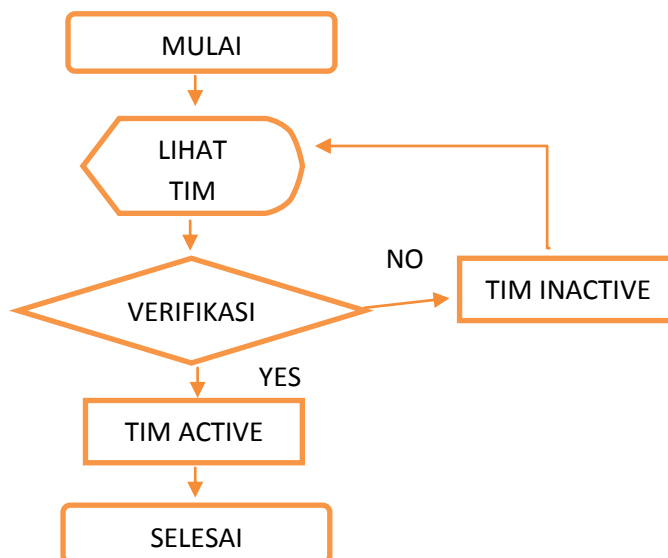 MULAI
LIHAT
TIM
NO
TIM INACTIVE
VERIFIKASI
YES
TIM ACTIVE
SELESAI